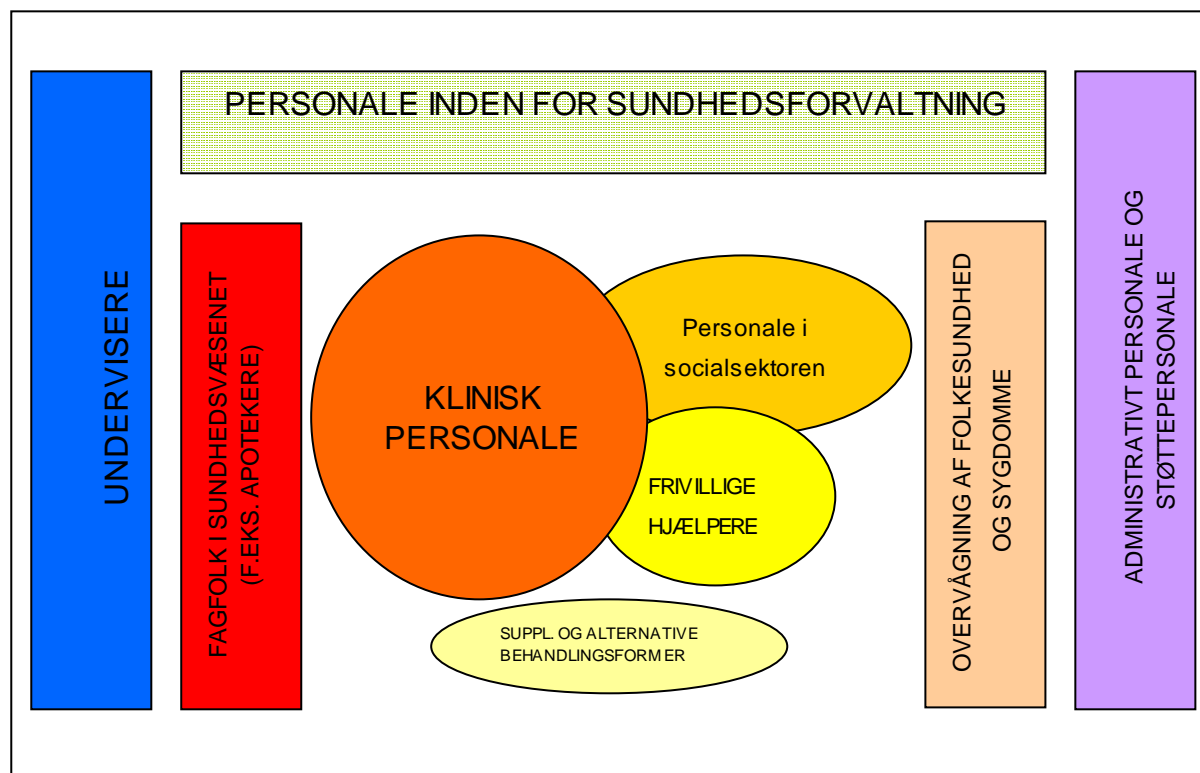 PERSONALE INDEN FOR SUNDHEDSFORVALTNING
UNDERVISERE
FAGFOLK I SUNDHEDSVÆSENET
(F.EKS. APOTEKERE)
KLINISK
PERSONALE
Personale i
socialsektoren
FRIVILLIGE
HJÆLPERE
SUPPL. OG ALTERNATIVE
BEHANDLINGSFORMER
OVERVÅGNING AF FOLKESUNDHED
OG SYGDOMME
ADMINISTRATIVT PERSONALE OG
STØTTEPERSONALE